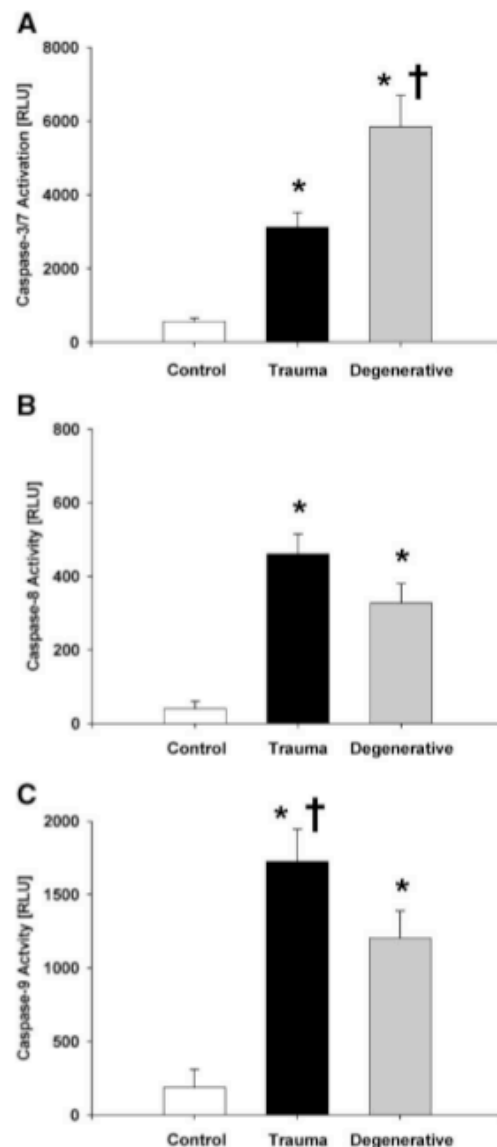 A
8000
6000
4000
2000
0
Caspase-3/7 Activation [RLU]
* †
*
Control Trauma Degenerative
B
800
600
400
200
0
Caspase-8 Activity [RLU]
*
*
Control Trauma Degenerative
C
2000
1500
1000
500
0
Caspase-9 Actvity [RLU]
* †
*
Control Trauma Degenerative